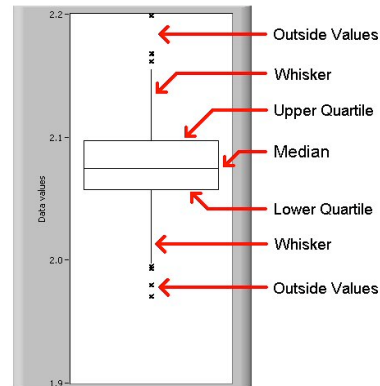 2.2
Outside Values
Whisker
Upper Quartile
2.1
Median
Data values
Lower Quartile
Whisker
2.0
Outside Values
1.9